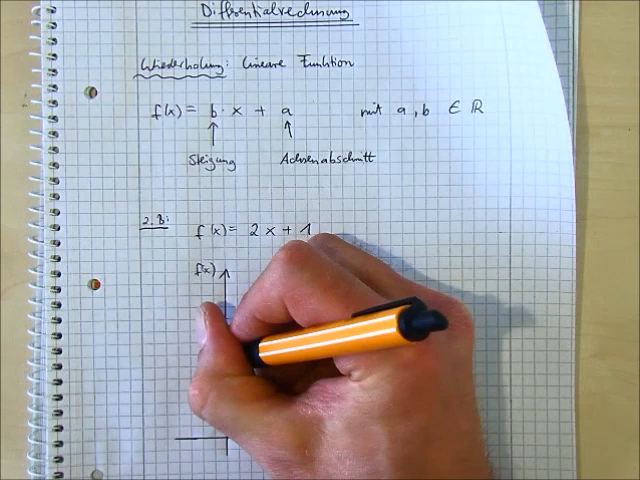 Differentialrechnung
Wiederholung: lineare Funktion
f(x) = b · x + a mit a, b ∈ ℝ
Steigung Achsenabschnitt
z.B.: f(x) = 2x + 1
f(x)